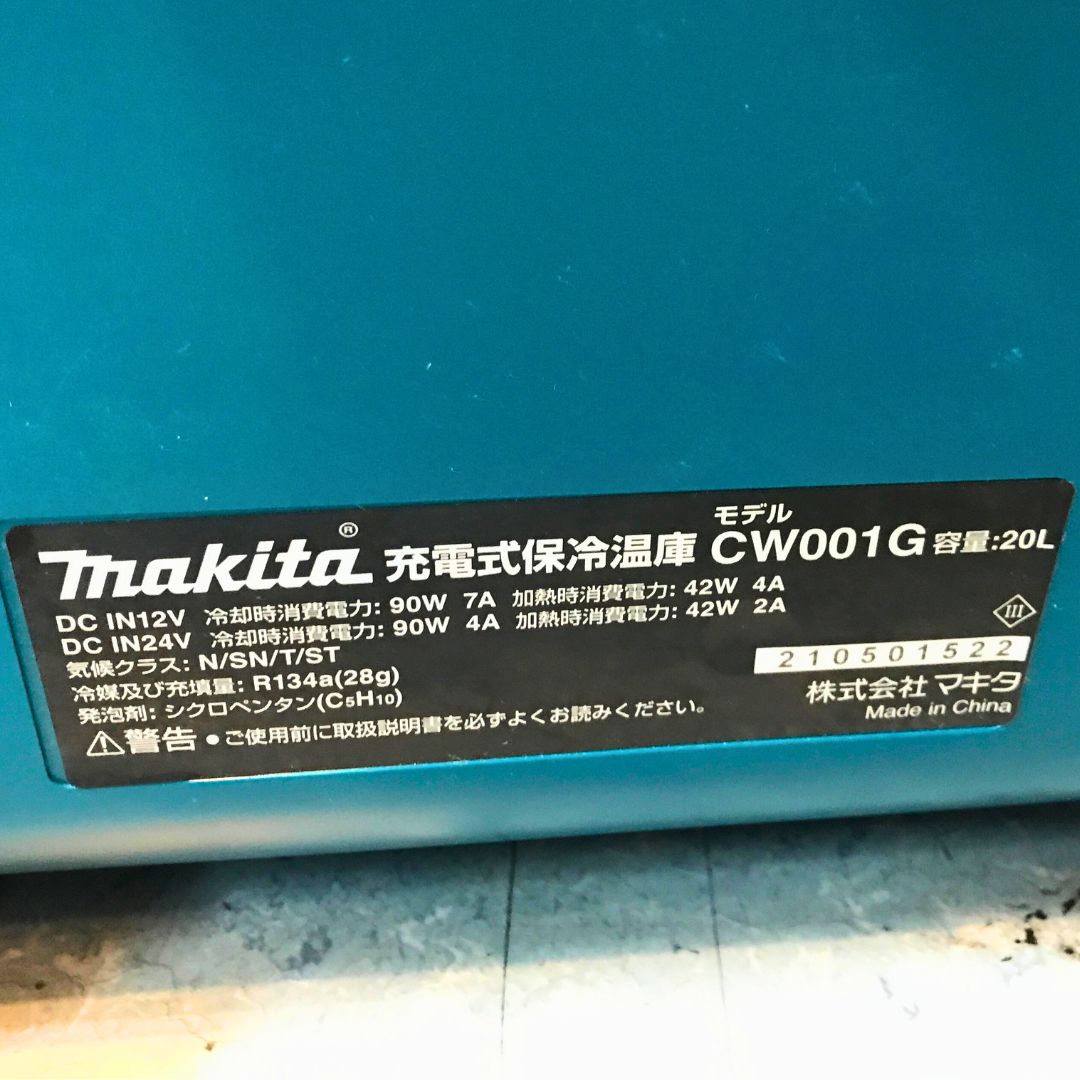 makita® 充電式保冷温庫 モデル CW001G 容量:20L
DC IN12V 冷却時消費電力: 90W 7A 加熱時消費電力: 42W 4A
DC IN24V 冷却時消費電力: 90W 4A 加熱時消費電力: 42W 2A
気候クラス: N/SN/T/ST
冷媒及び充填量: R134a(28g)
発泡剤: シクロペンタン(C5H10)
⚠警告 ●ご使用前に取扱説明書を必ずよくお読みください。
III
210501522
株式会社 マキタ
Made in China